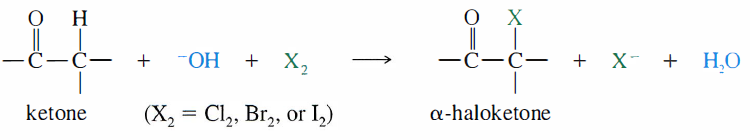 O H O X
—C—C— + ⁻OH + X₂ ⟶ —C—C— + X⁻ + H₂O
ketone (X₂ = Cl₂, Br₂, or I₂) α-haloketone